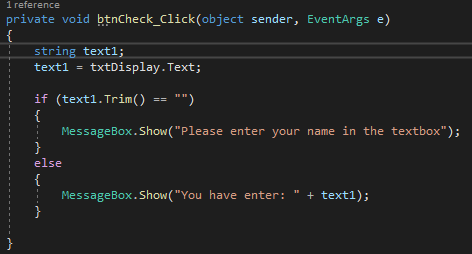 1 reference
private void btnCheck_Click(object sender, EventArgs e)
{
string text1;
text1 = txtDisplay.Text;
if (text1.Trim() == "")
{
MessageBox.Show("Please enter your name in the textbox");
}
else
{
MessageBox.Show("You have enter: " + text1);
}
}